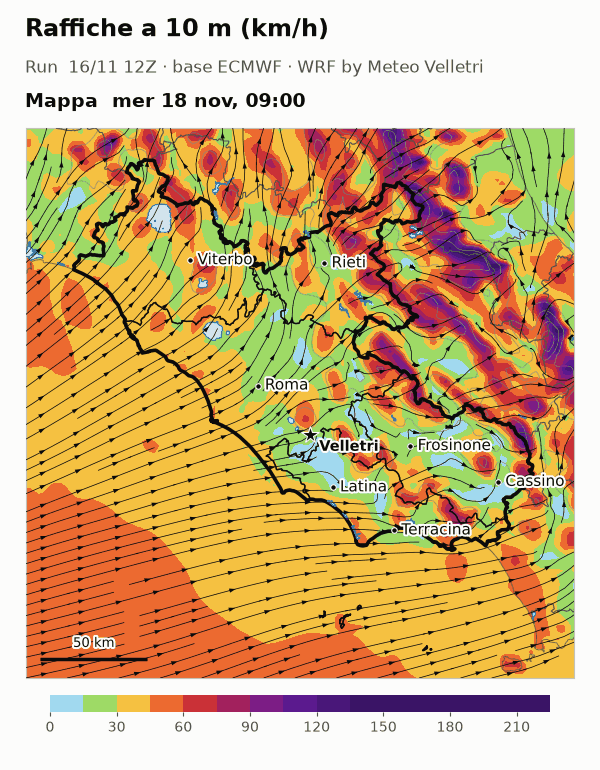 Raffiche a 10 m (km/h)
Run  16/11 12Z · base ECMWF · WRF by Meteo Velletri
Mappa  mer 18 nov, 09:00
Viterbo
Rieti
Roma
Velletri
Frosinone
Cassino
Latina
Terracina
50 km
0 30 60 90 120 150 180 210